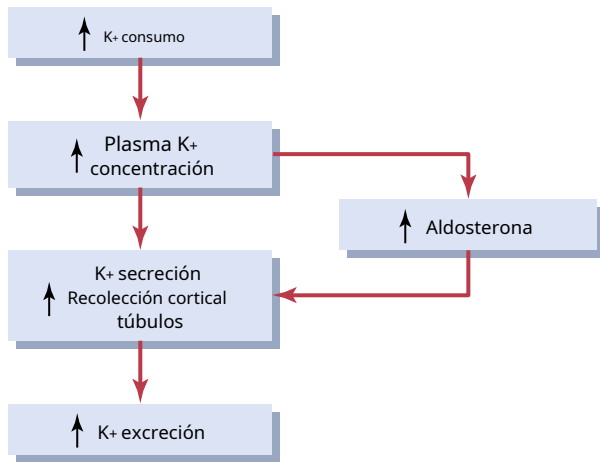 K+ consumo
Plasma K+
concentración
Aldosterona
K+ secreción
Recolección cortical
túbulos
K+ excreción